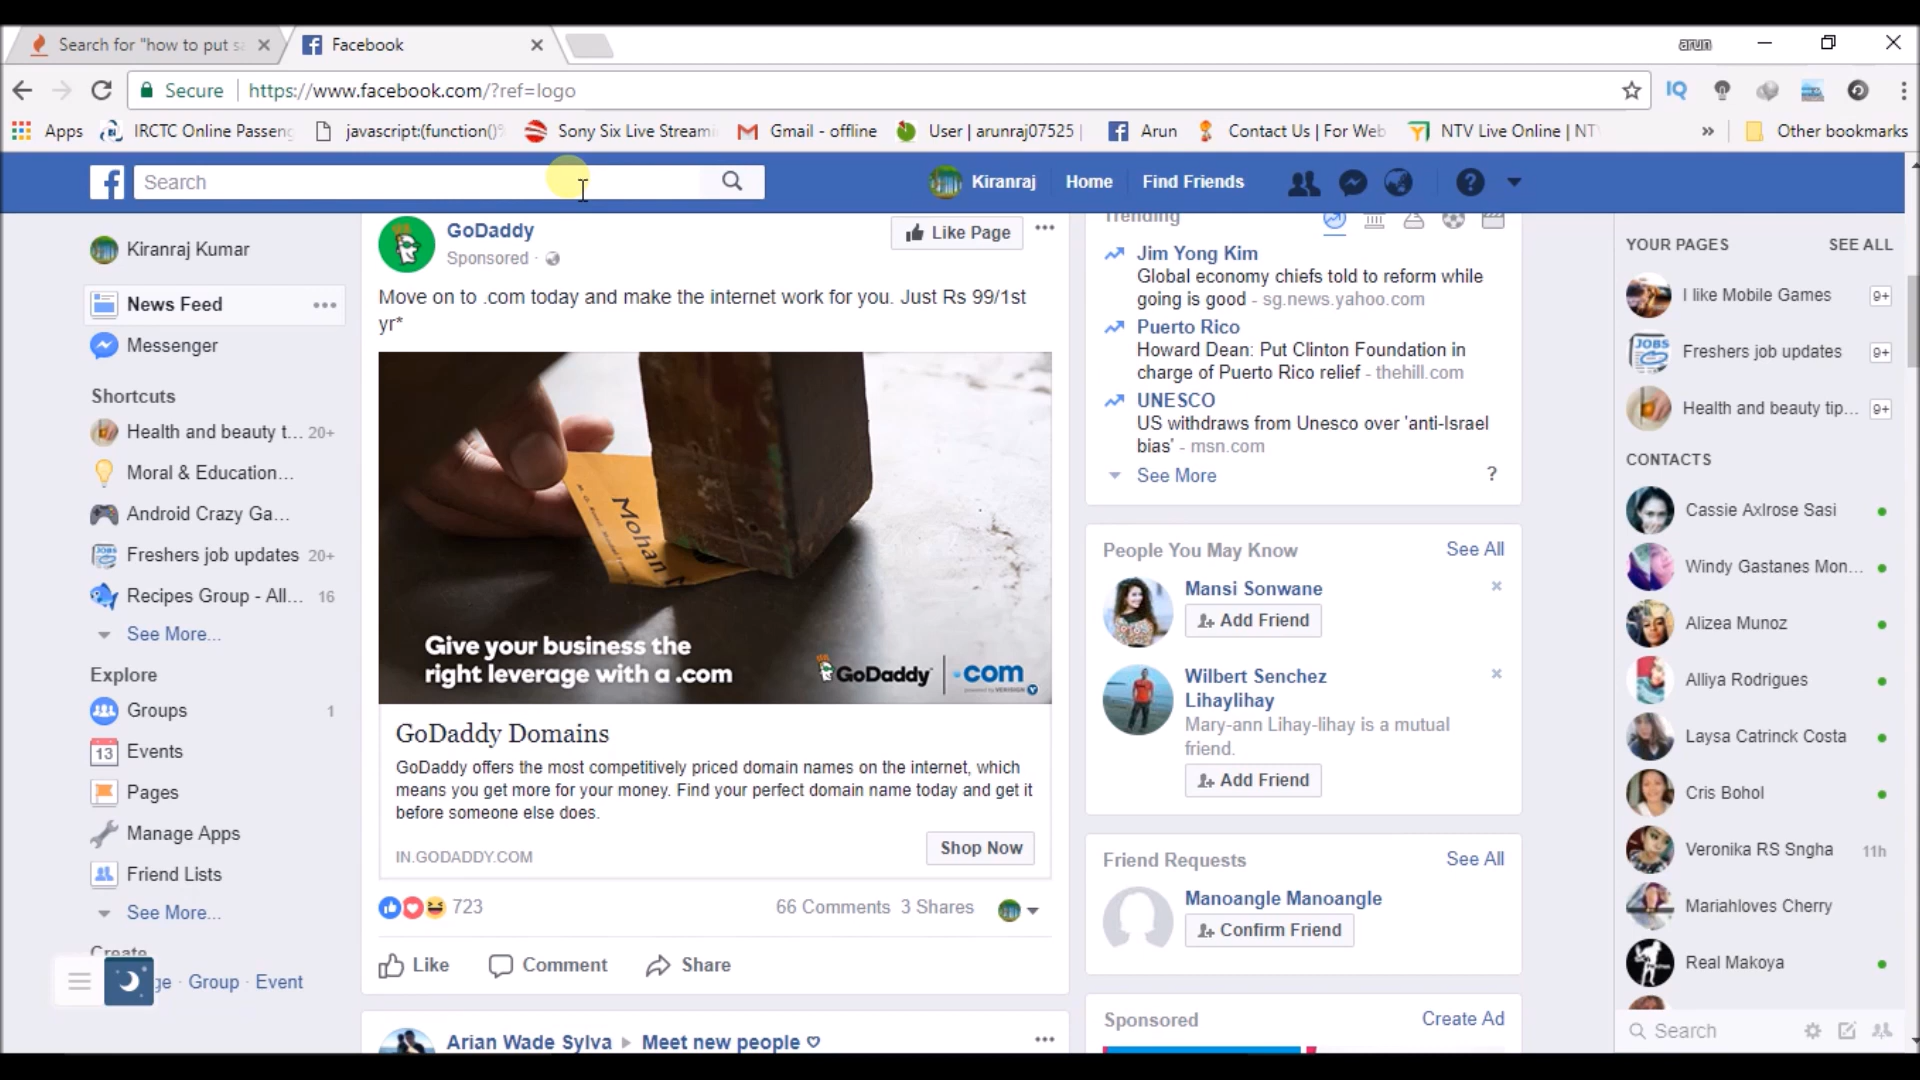 Search for "how to put sa
Facebook
arun
Secure
https://www.facebook.com/?ref=logo
IQ
Apps
IRCTC Online Passeng
javascript:(function()
Sony Six Live Streami
Gmail - offline
User | arunraj07525 |
Arun
Contact Us | For Web
NTV Live Online | NT
»
Other bookmarks
Search
Kiranraj
Home
Find Friends
Kiranraj Kumar
News Feed
Messenger
Shortcuts
Health and beauty t... 20+
Moral & Education...
Android Crazy Ga...
Freshers job updates 20+
Recipes Group - All... 16
See More...
Explore
Groups 1
13 Events
Pages
Manage Apps
Friend Lists
See More...
Create
ge · Group · Event
GoDaddy
Sponsored ·
Like Page
Move on to .com today and make the internet work for you. Just Rs 99/1st
yr*
Mohan
Give your business the
right leverage with a .com
GoDaddy
.com
powered by VERISIGN
GoDaddy Domains
GoDaddy offers the most competitively priced domain names on the internet, which
means you get more for your money. Find your perfect domain name today and get it
before someone else does.
IN.GODADDY.COM
Shop Now
723
66 Comments 3 Shares
Like
Comment
Share
Arian Wade Sylva ▸ Meet new people ♡
Trending
Jim Yong Kim
Global economy chiefs told to reform while
going is good - sg.news.yahoo.com
Puerto Rico
Howard Dean: Put Clinton Foundation in
charge of Puerto Rico relief - thehill.com
UNESCO
US withdraws from Unesco over 'anti-Israel
bias' - msn.com
See More
?
People You May Know
See All
Mansi Sonwane
Add Friend
Wilbert Senchez
Lihaylihay
Mary-ann Lihay-lihay is a mutual
friend.
Add Friend
Friend Requests
See All
Manoangle Manoangle
Confirm Friend
Sponsored
Create Ad
YOUR PAGES
SEE ALL
I like Mobile Games 9+
JOBS
Freshers job updates 9+
Health and beauty tip... 9+
CONTACTS
Cassie Axlrose Sasi
Windy Gastanes Mon...
Alizea Munoz
Alliya Rodrigues
Laysa Catrinck Costa
Cris Bohol
Veronika RS Sngha 11h
Mariahloves Cherry
Real Makoya
Search